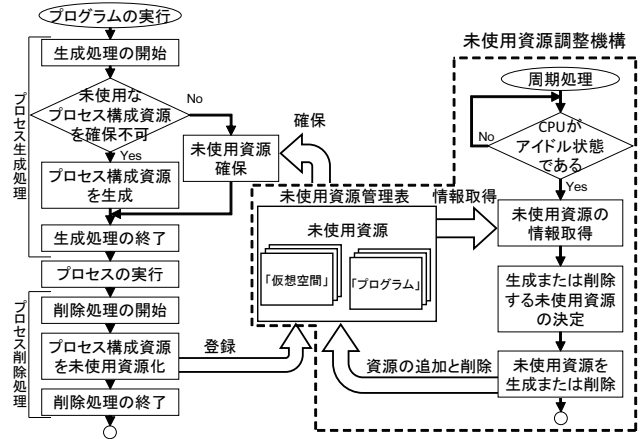 プログラムの実行
生成処理の開始
未使用な
プロセス構成資源
を確保不可
No
Yes
未使用資源
確保
プロセス構成資源
を生成
生成処理の終了
プロセスの実行
削除処理の開始
プロセス構成資源
を未使用資源化
削除処理の終了
プロセス生成処理
プロセス削除処理
確保
登録
未使用資源管理表
未使用資源
「仮想空間」
「プログラム」
情報取得
資源の追加と削除
未使用資源調整機構
周期処理
CPUが
アイドル状態
である
No
Yes
未使用資源の
情報取得
生成または削除
する未使用資源
の決定
未使用資源を
生成または削除